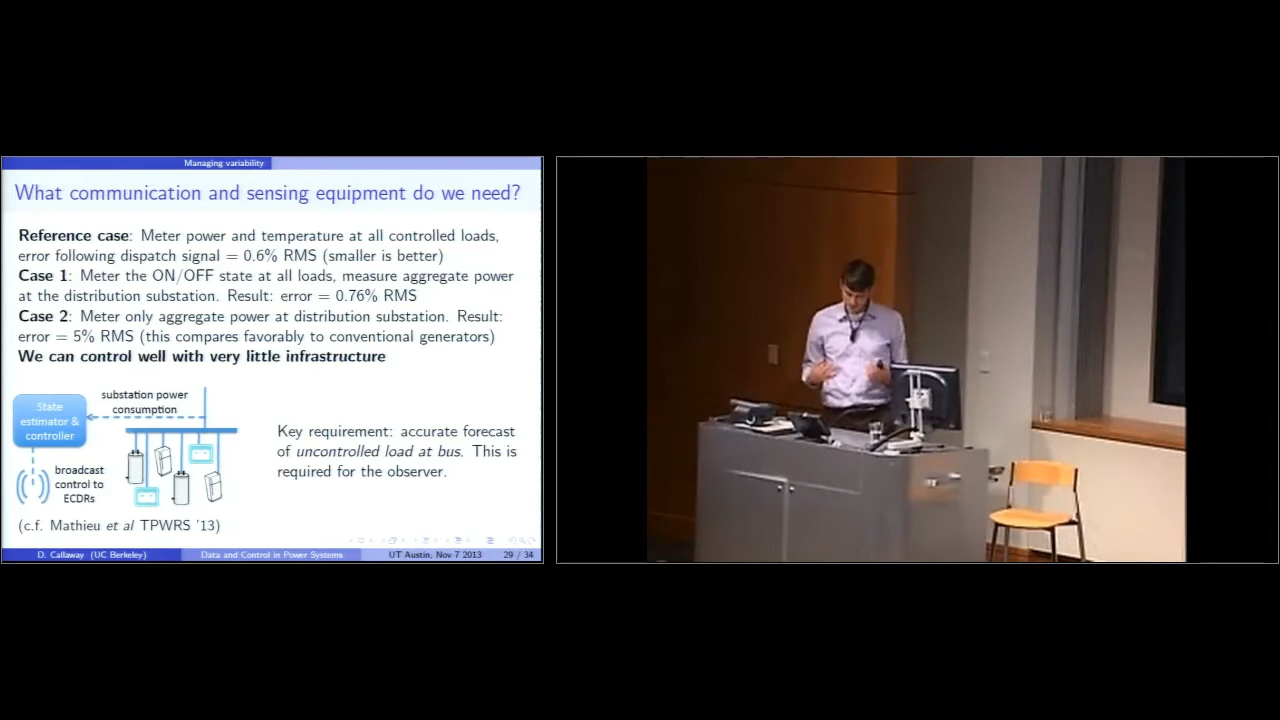 Managing variability
What communication and sensing equipment do we need?
Reference case: Meter power and temperature at all controlled loads,
error following dispatch signal = 0.6% RMS (smaller is better)
Case 1: Meter the ON/OFF state at all loads, measure aggregate power
at the distribution substation. Result: error = 0.76% RMS
Case 2: Meter only aggregate power at distribution substation. Result:
error = 5% RMS (this compares favorably to conventional generators)
We can control well with very little infrastructure
State
estimator &
controller
substation power
consumption
broadcast
control to
ECDRs
Key requirement: accurate forecast
of uncontrolled load at bus. This is
required for the observer.
(c.f. Mathieu et al TPWRS '13)
D. Callaway (UC Berkeley)
Data and Control in Power Systems
UT Austin, Nov 7 2013
29 / 34